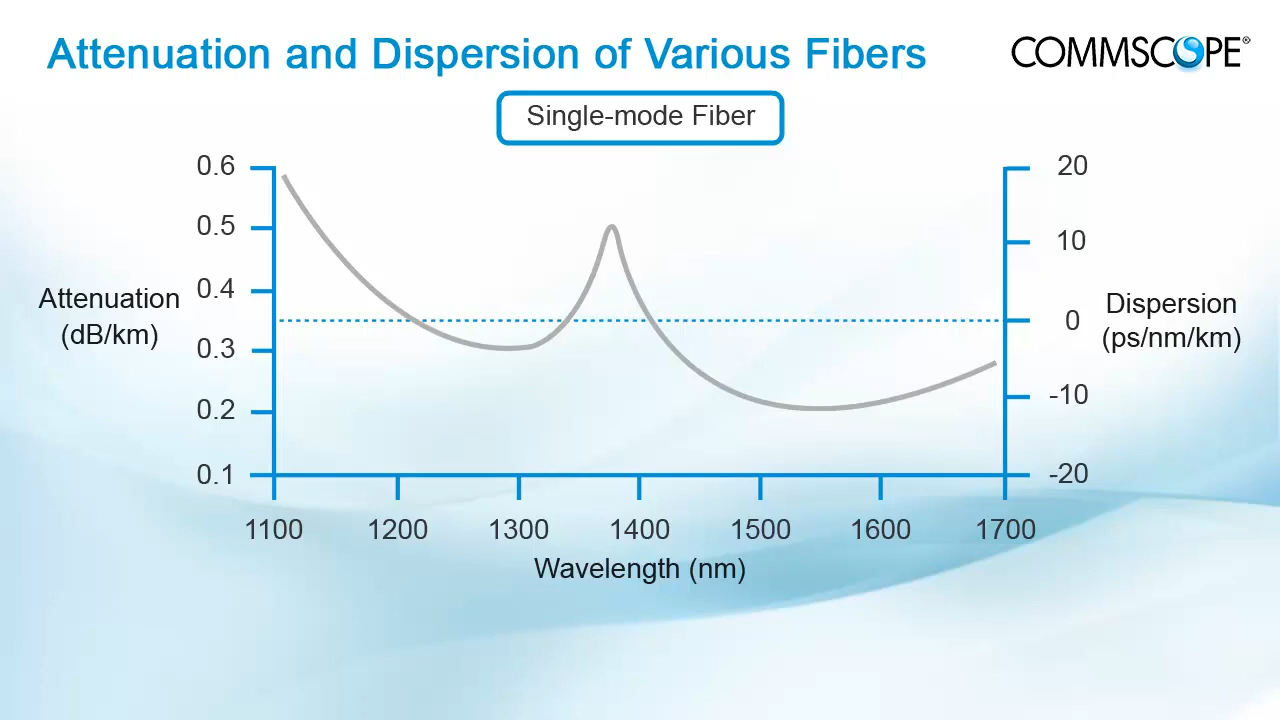 Attenuation and Dispersion of Various Fibers
COMMSCOPE®
Single-mode Fiber
0.6
0.5
0.4
0.3
0.2
0.1
Attenuation
(dB/km)
20
10
0
-10
-20
Dispersion
(ps/nm/km)
1100 1200 1300 1400 1500 1600 1700
Wavelength (nm)